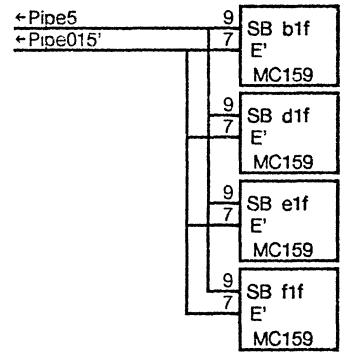 ←Pipe5
9
SB b1f
←Pipe015'
7
E'
MC159
9
SB d1f
7
E'
MC159
9
SB e1f
7
E'
MC159
9
SB f1f
7
E'
MC159